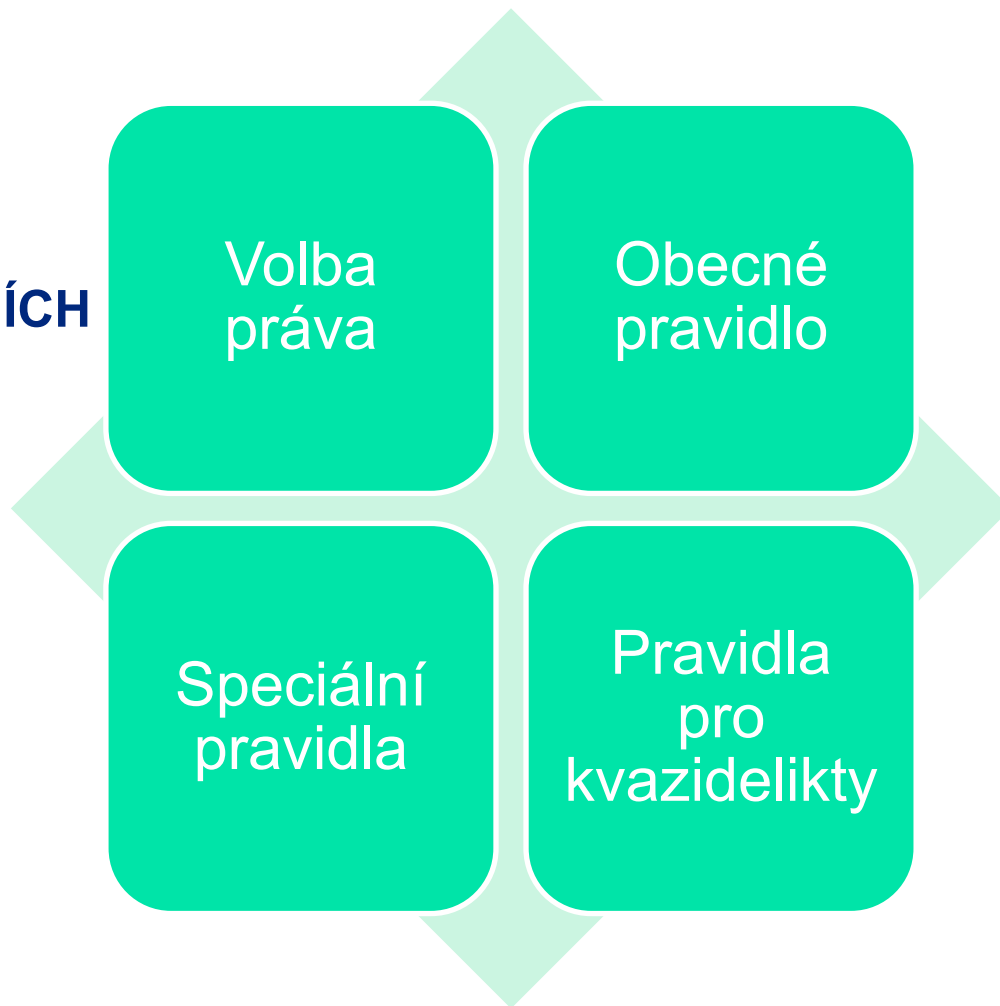 Volba
práva
Obecné
pravidlo
ÍCH
Speciální
pravidla
Pravidla
pro
kvazidelikty